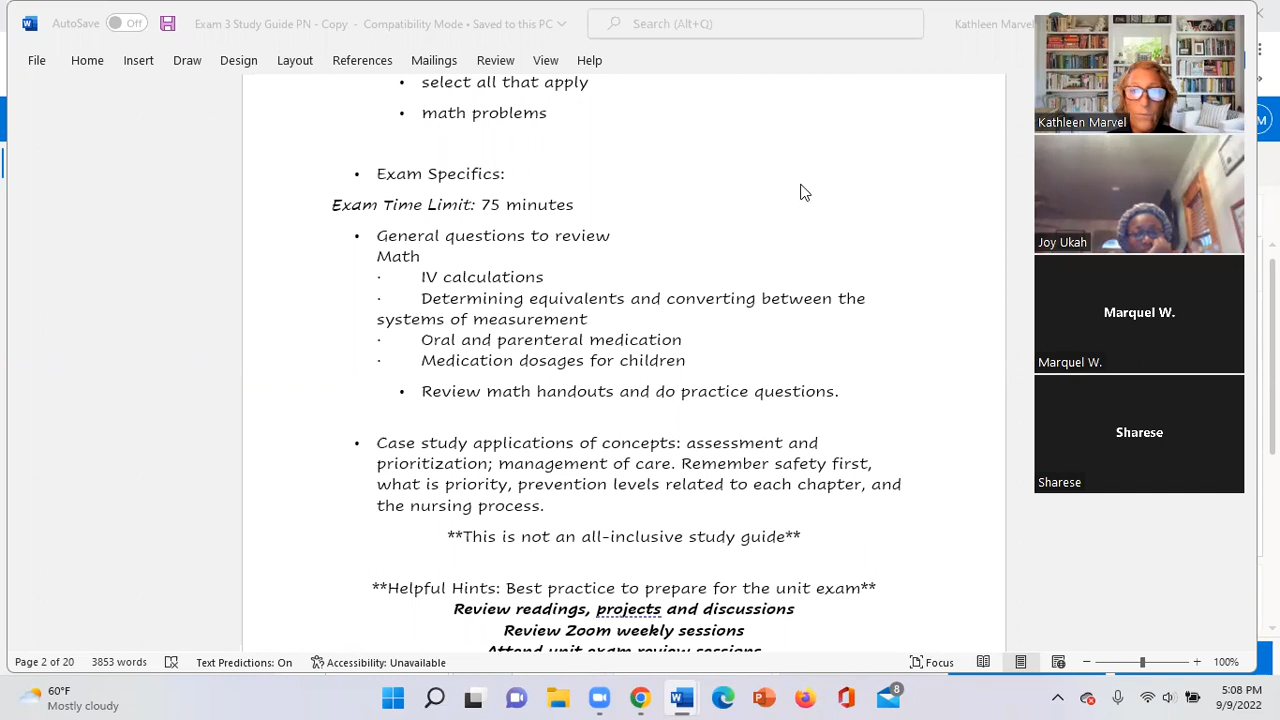 AutoSave Off Exam 3 Study Guide PN - Copy - Compatibility Mode • Saved to this PC Search (Alt+Q) Kathleen Marvel
File Home Insert Draw Design Layout References Mailings Review View Help
• select all that apply
• math problems
• Exam Specifics:
Exam Time Limit: 75 minutes
• General questions to review
Math
· IV calculations
· Determining equivalents and converting between the
systems of measurement
· Oral and parenteral medication
· Medication dosages for children
• Review math handouts and do practice questions.
• Case study applications of concepts: assessment and
prioritization; management of care. Remember safety first,
what is priority, prevention levels related to each chapter, and
the nursing process.
**This is not an all-inclusive study guide**
**Helpful Hints: Best practice to prepare for the unit exam**
Review readings, projects and discussions
Review Zoom weekly sessions
Attend unit exam review sessions
Kathleen Marvel
Joy Ukah
Marquel W.
Marquel W.
Sharese
Sharese
M
Page 2 of 20 3853 words Text Predictions: On Accessibility: Unavailable Focus 100%
60°F
Mostly cloudy
8
5:08 PM
9/9/2022